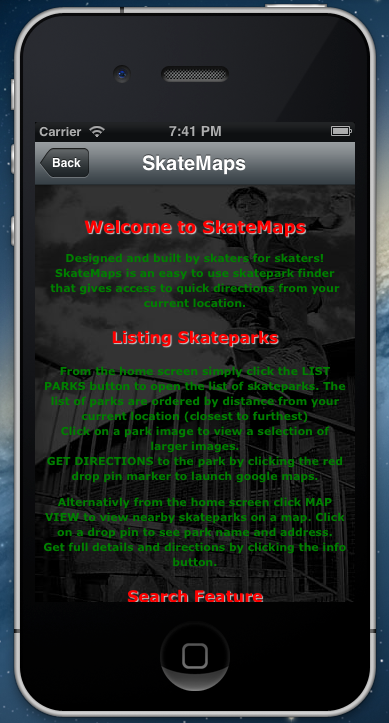 Carrier 7:41 PM
Back SkateMaps
Welcome to SkateMaps
Designed and built by skaters for skaters!
SkateMaps is an easy to use skatepark finder
that gives access to quick directions from your
current location.
Listing Skateparks
From the home screen simply click the LIST
PARKS button to open the list of skateparks. The
list of parks are ordered by distance from your
current location (closest to furthest)
Click on a park image to view a selection of
larger images.
GET DIRECTIONS to the park by clicking the red
drop pin marker to launch google maps.
Alternativly from the home screen click MAP
VIEW to view nearby skateparks on a map. Click
on a drop pin to see park name and address.
Get full details and directions by clicking the info
button.
Search Feature